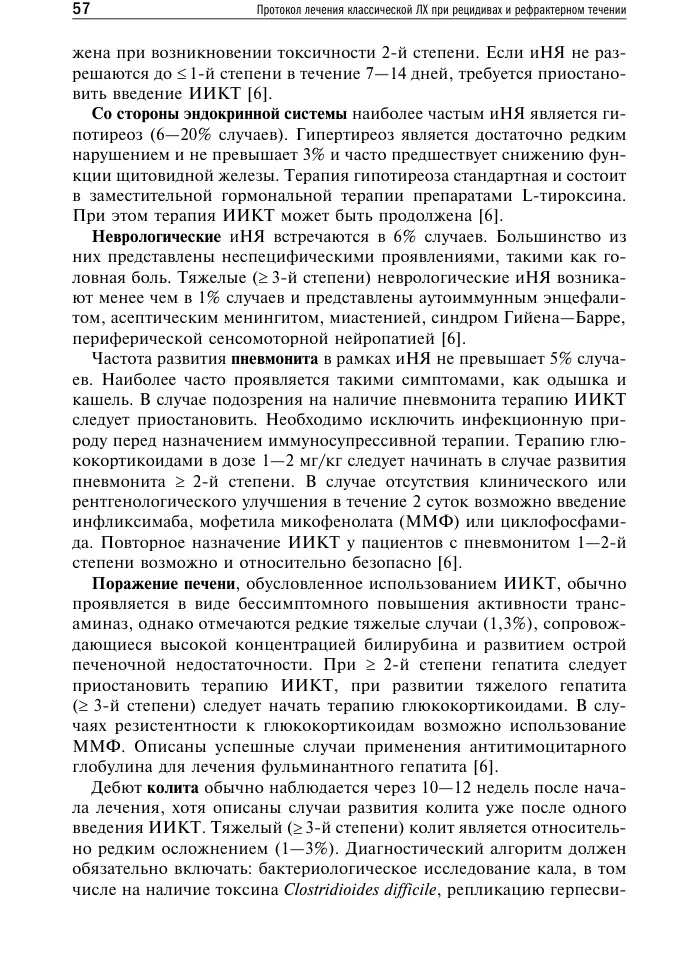 57
Протокол лечения классической ЛХ при рецидивах и рефрактерном течении
жена при возникновении токсичности 2-й степени. Если иНЯ не раз-
решаются до ≤ 1-й степени в течение 7—14 дней, требуется приостано-
вить введение ИИКТ [6].
Со стороны эндокринной системы наиболее частым иНЯ является ги-
потиреоз (6—20% случаев). Гипертиреоз является достаточно редким
нарушением и не превышает 3% и часто предшествует снижению фун-
кции щитовидной железы. Терапия гипотиреоза стандартная и состоит
в заместительной гормональной терапии препаратами L-тироксина.
При этом терапия ИИКТ может быть продолжена [6].
Неврологические иНЯ встречаются в 6% случаев. Большинство из
них представлены неспецифическими проявлениями, такими как го-
ловная боль. Тяжелые (≥ 3-й степени) неврологические иНЯ возника-
ют менее чем в 1% случаев и представлены аутоиммунным энцефали-
том, асептическим менингитом, миастенией, синдром Гийена—Барре,
периферической сенсомоторной нейропатией [6].
Частота развития пневмонита в рамках иНЯ не превышает 5% случа-
ев. Наиболее часто проявляется такими симптомами, как одышка и
кашель. В случае подозрения на наличие пневмонита терапию ИИКТ
следует приостановить. Необходимо исключить инфекционную при-
роду перед назначением иммуносупрессивной терапии. Терапию глю-
кокортикоидами в дозе 1—2 мг/кг следует начинать в случае развития
пневмонита ≥ 2-й степени. В случае отсутствия клинического или
рентгенологического улучшения в течение 2 суток возможно введение
инфликсимаба, мофетила микофенолата (ММФ) или циклофосфами-
да. Повторное назначение ИИКТ у пациентов с пневмонитом 1—2-й
степени возможно и относительно безопасно [6].
Поражение печени, обусловленное использованием ИИКТ, обычно
проявляется в виде бессимптомного повышения активности транс-
аминаз, однако отмечаются редкие тяжелые случаи (1,3%), сопровож-
дающиеся высокой концентрацией билирубина и развитием острой
печеночной недостаточности. При ≥ 2-й степени гепатита следует
приостановить терапию ИИКТ, при развитии тяжелого гепатита
(≥ 3-й степени) следует начать терапию глюкокортикоидами. В слу-
чаях резистентности к глюкокортикоидам возможно использование
ММФ. Описаны успешные случаи применения антитимоцитарного
глобулина для лечения фульминантного гепатита [6].
Дебют колита обычно наблюдается через 10—12 недель после нача-
ла лечения, хотя описаны случаи развития колита уже после одного
введения ИИКТ. Тяжелый (≥ 3-й степени) колит является относитель-
но редким осложнением (1—3%). Диагностический алгоритм должен
обязательно включать: бактериологическое исследование кала, в том
числе на наличие токсина Clostridioides difficile, репликацию герпесви-